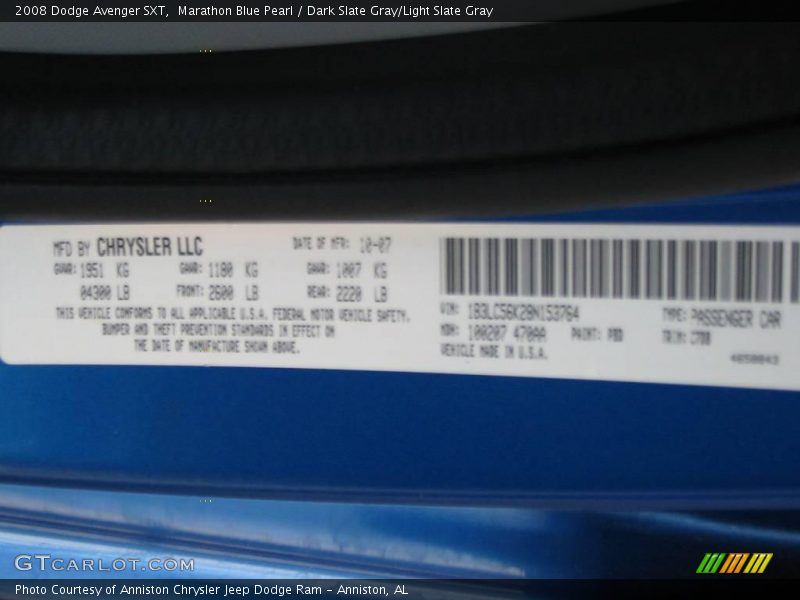 2008 Dodge Avenger SXT, Marathon Blue Pearl / Dark Slate Gray/Light Slate Gray
MFD BY CHRYSLER LLC
DATE OF MFR: 10-07
GVWR: 1951 KG GAWR: 1180 KG GAWR: 1007 KG
04300 LB FRONT: 2600 LB REAR: 2220 LB
THIS VEHICLE CONFORMS TO ALL APPLICABLE U.S.A. FEDERAL MOTOR VEHICLE SAFETY,
BUMPER AND THEFT PREVENTION STANDARDS IN EFFECT ON
THE DATE OF MANUFACTURE SHOWN ABOVE.
VIN: 1B3LC56K28N153764 TYPE: PASSENGER CAR
MDH: 100207 470AA PAINT: PBD TRIM:
VEHICLE MADE IN U.S.A.
GTCARLOT.COM
Photo Courtesy of Anniston Chrysler Jeep Dodge Ram - Anniston, AL